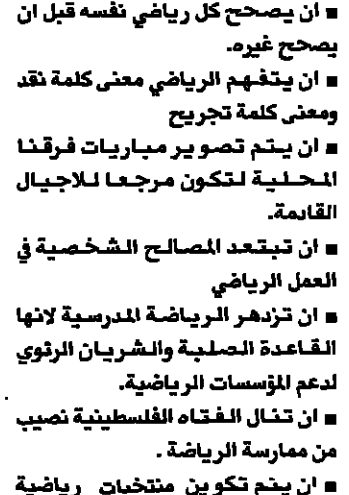 ■ ان يصحح كل رياضي نفسه قبل ان
يصحح غيره.
■ ان يتفهم الرياضي معنى كلمة نقد
ومعنى كلمة تجريح
■ ان يتم تصوير مباريات فرقنا
المحلية لتكون مرجعا للاجيال
القادمة.
■ ان تبتعد المصالح الشخصية في
العمل الرياضي
■ ان تزدهر الرياضة المدرسية لانها
القاعدة الصلبة والشريان الرئوي
لدعم المؤسسات الرياضية.
■ ان تنال الفتاه الفلسطينية نصيب
من ممارسة الرياضة .
■ ان يتم تكوين منتخبات رياضية